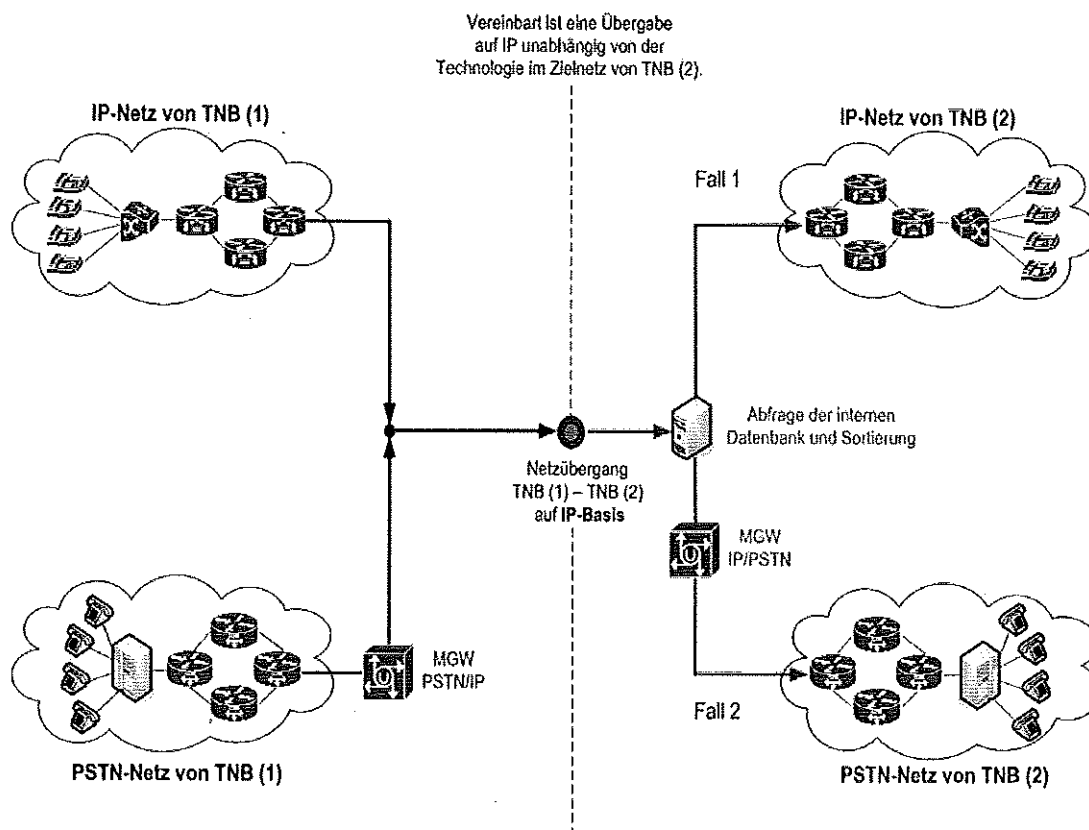 Vereinbart ist eine Übergabe
auf IP unabhängig von der
Technologie im Zielnetz von TNB (2).
IP-Netz von TNB (1)
IP-Netz von TNB (2)
Fall 1
Abfrage der internen
Datenbank und Sortierung
Netzübergang
TNB (1) – TNB (2)
auf IP-Basis
MGW
IP/PSTN
MGW
PSTN/IP
Fall 2
PSTN-Netz von TNB (1)
PSTN-Netz von TNB (2)